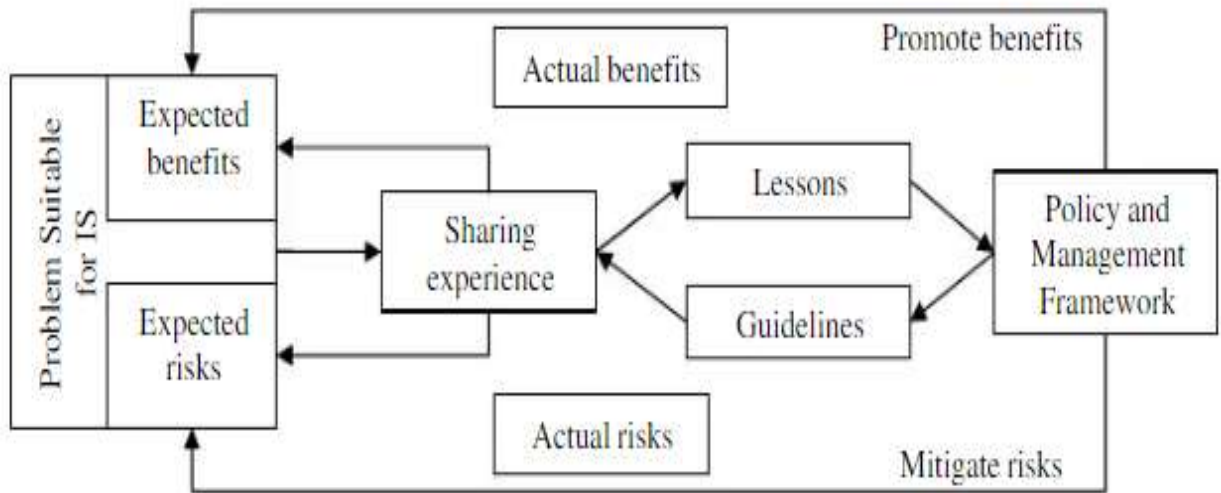 Promote benefits
Actual benefits
Problem Suitable
for IS
Expected
benefits
Lessons
Sharing
experience
Policy and
Management
Framework
Expected
risks
Guidelines
Actual risks
Mitigate risks